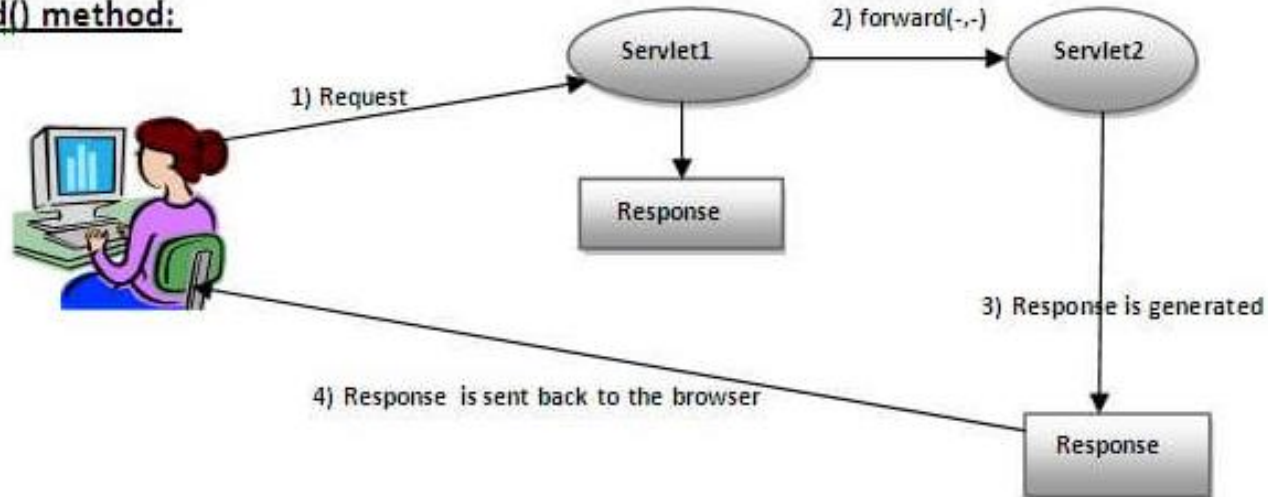 d() method:
2) forward(-,-)
Servlet1
Servlet2
1) Request
Response
3) Response is generated
4) Response is sent back to the browser
Response